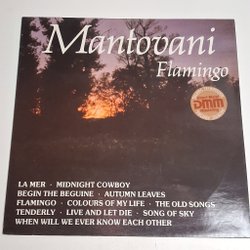 Mantovani
Flamingo
DMM
LA MER · MIDNIGHT COWBOY
BEGIN THE BEGUINE · AUTUMN LEAVES
FLAMINGO · COLOURS OF MY LIFE · THE OLD SONGS
TENDERLY · LIVE AND LET DIE · SONG OF SKY
WHEN WILL WE EVER KNOW EACH OTHER